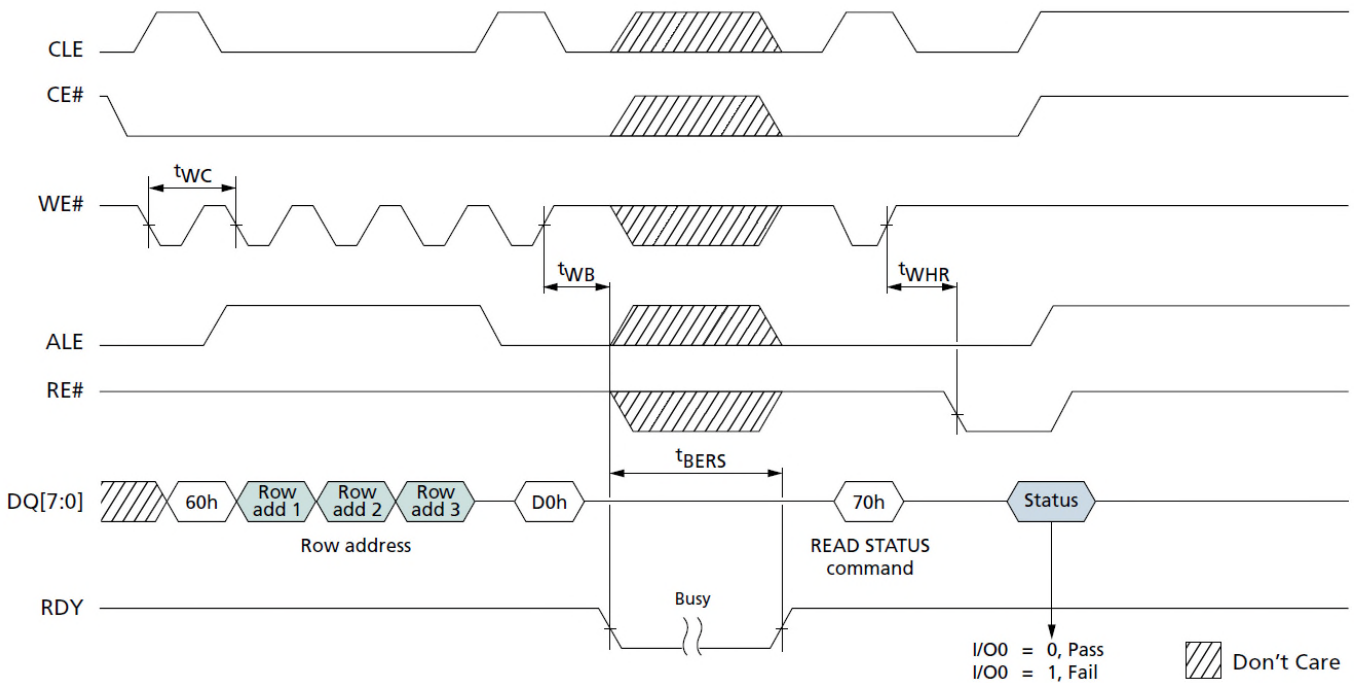 CLE
CE#
tWC
WE#
tWB
tWHR
ALE
RE#
tBERS
DQ[7:0]
60h
Row
add 1
Row
add 2
Row
add 3
D0h
70h
Status
Row address
READ STATUS
command
RDY
Busy
I/O0 = 0, Pass
I/O0 = 1, Fail
Don't Care